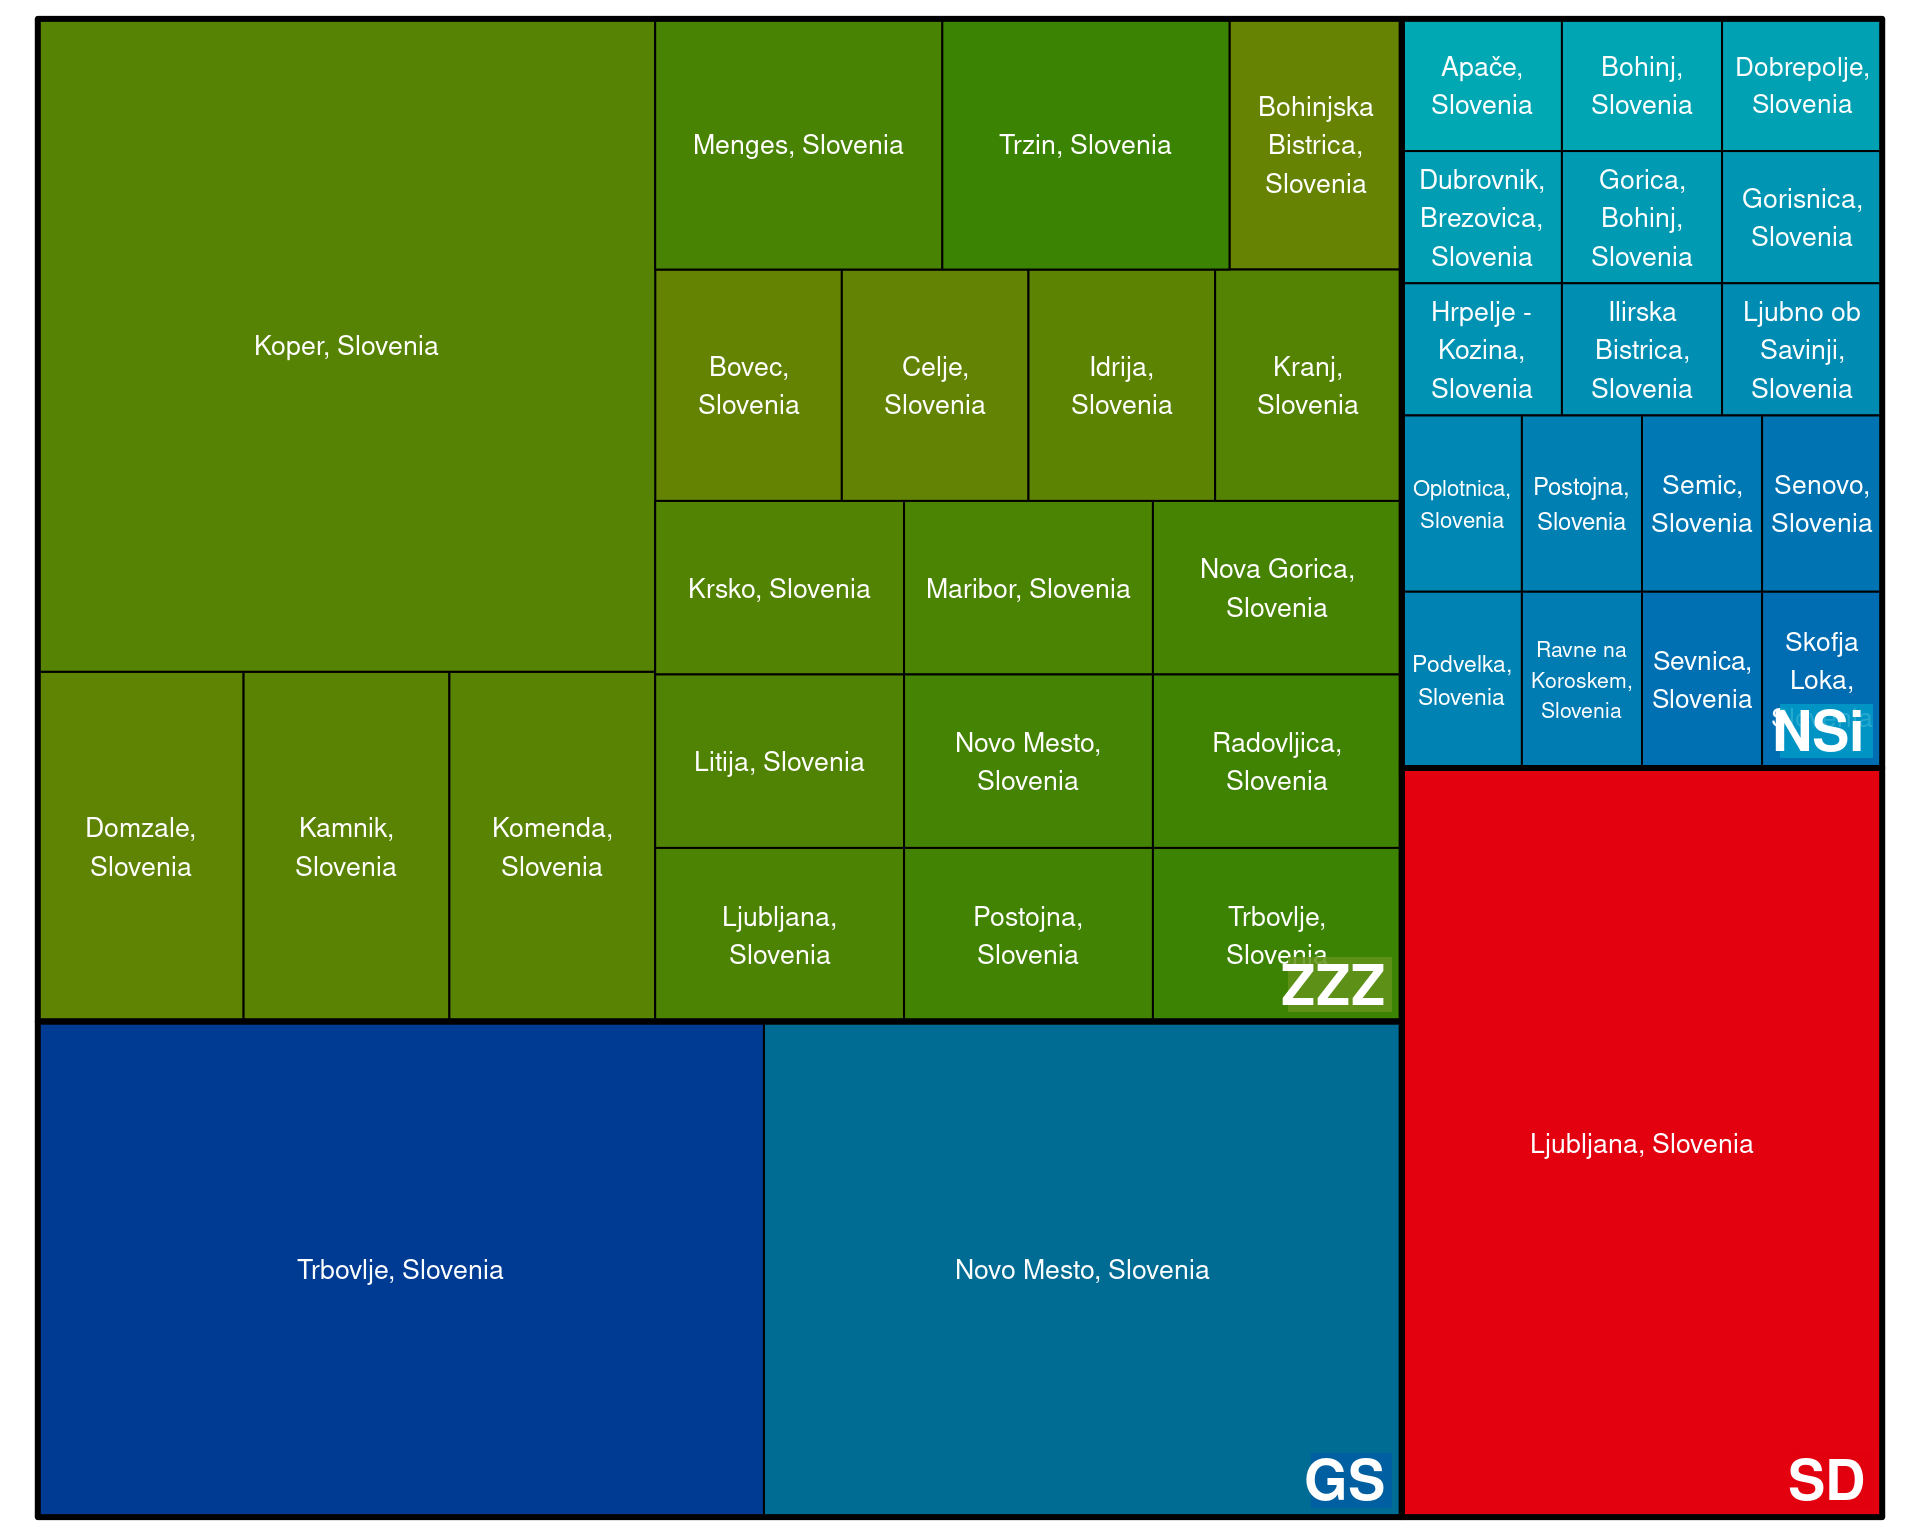 Koper, Slovenia
Menges, Slovenia
Trzin, Slovenia
Bohinjska
Bistrica,
Slovenia
Bovec,
Slovenia
Celje,
Slovenia
Idrija,
Slovenia
Kranj,
Slovenia
Krsko, Slovenia
Maribor, Slovenia
Nova Gorica,
Slovenia
Litija, Slovenia
Novo Mesto,
Slovenia
Radovljica,
Slovenia
Domzale,
Slovenia
Kamnik,
Slovenia
Komenda,
Slovenia
Ljubljana,
Slovenia
Postojna,
Slovenia
Trbovlje,
Slovenia
ZZZ
Apače,
Slovenia
Bohinj,
Slovenia
Dobrepolje,
Slovenia
Dubrovnik,
Brezovica,
Slovenia
Gorica,
Bohinj,
Slovenia
Gorisnica,
Slovenia
Hrpelje -
Kozina,
Slovenia
Ilirska
Bistrica,
Slovenia
Ljubno ob
Savinji,
Slovenia
Oplotnica,
Slovenia
Postojna,
Slovenia
Semic,
Slovenia
Senovo,
Slovenia
Podvelka,
Slovenia
Ravne na
Koroskem,
Slovenia
Sevnica,
Slovenia
Skofja
Loka,
Slovenia
NSi
Trbovlje, Slovenia
Novo Mesto, Slovenia
GS
Ljubljana, Slovenia
SD